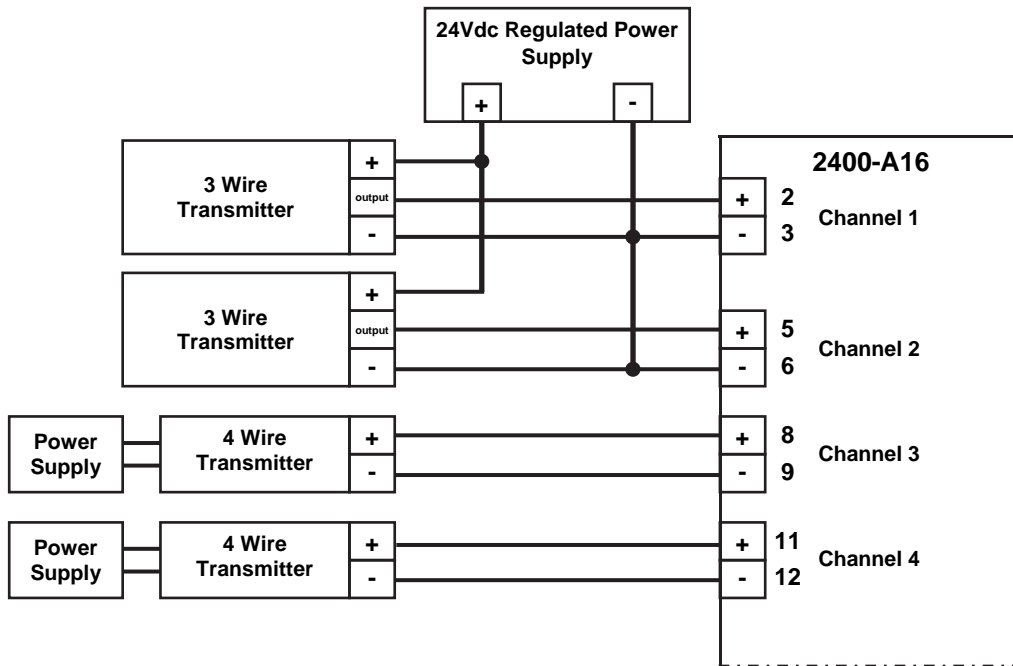 24Vdc Regulated Power
Supply
+
-
2400-A16
3 Wire
Transmitter
+
output
-
+
2
-
3
Channel 1
3 Wire
Transmitter
+
output
-
+
5
-
6
Channel 2
Power
Supply
4 Wire
Transmitter
+
-
+
8
-
9
Channel 3
Power
Supply
4 Wire
Transmitter
+
-
+
11
-
12
Channel 4